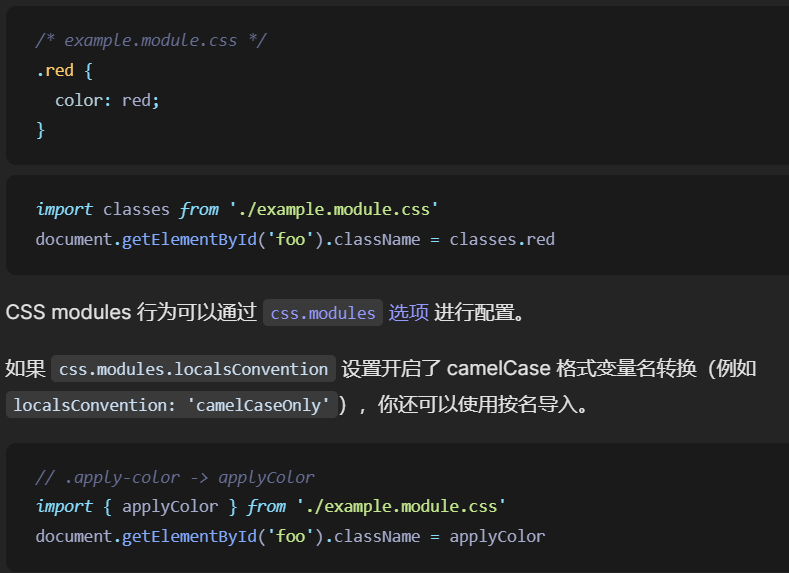 /* example.module.css */
.red {
  color: red;
}
import classes from './example.module.css'
document.getElementById('foo').className = classes.red
CSS modules 行为可以通过 css.modules 选项 进行配置。
如果 css.modules.localsConvention 设置开启了 camelCase 格式变量名转换（例如
localsConvention: 'camelCaseOnly'），你还可以使用按名导入。
// .apply-color -> applyColor
import { applyColor } from './example.module.css'
document.getElementById('foo').className = applyColor